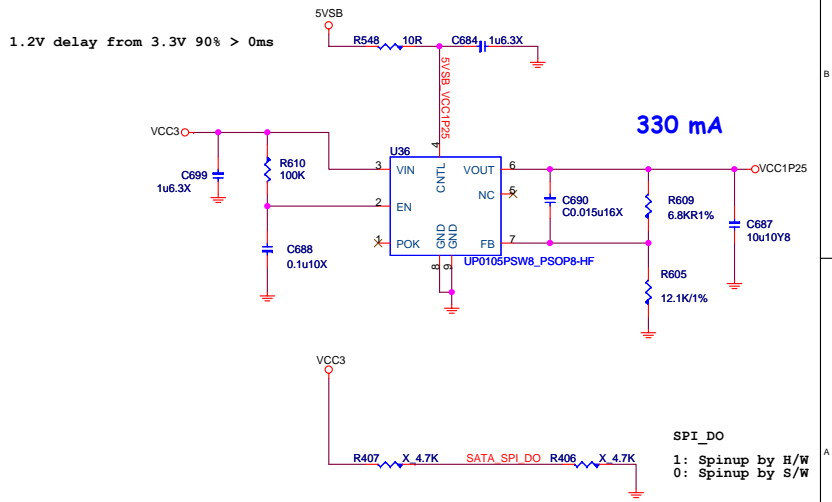 5VSB
1.2V delay from 3.3V 90% > 0ms
R548 10R C684 1u6.3X
5VSB_VCC1P25
B
330 mA
VCC3
U36
R610
100K
C699
1u6.3X
4
CNTL
3 VIN VOUT 6
VCC1P25
NC 5
2 EN
C690
C0.015u16X
R609
6.8KR1%
C687
10u10Y8
C688
0.1u10X
1 POK
GND
GND
FB 7
8
9
UP0105PSW8_PSOP8-HF
R605
12.1K/1%
VCC3
SPI_DO
R407 X_4.7K SATA_SPI_DO R406 X_4.7K
1: Spinup by H/W
0: Spinup by S/W
A